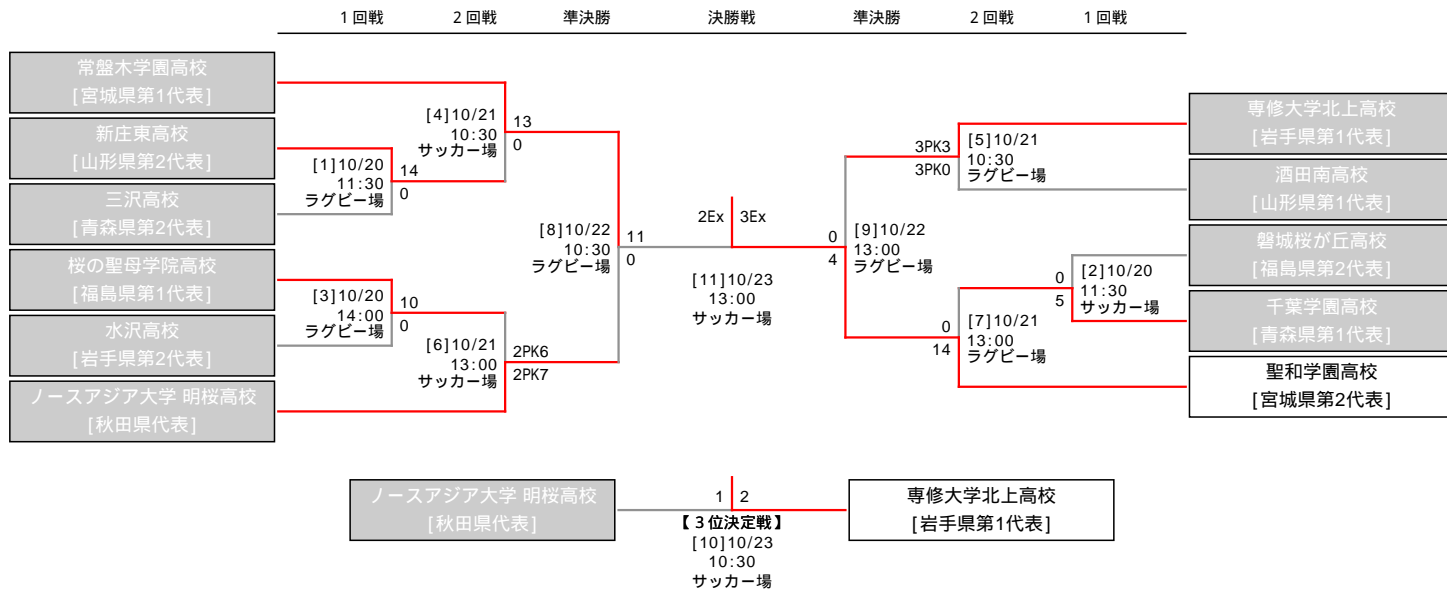 1回戦 2回戦 準決勝 決勝戦 準決勝 2回戦 1回戦
常盤木学園高校
[宮城県第1代表]
新庄東高校
[山形県第2代表]
三沢高校
[青森県第2代表]
桜の聖母学院高校
[福島県第1代表]
水沢高校
[岩手県第2代表]
ノースアジア大学 明桜高校
[秋田県代表]
[1]10/20
11:30
ラグビー場
14
0
[3]10/20
14:00
ラグビー場
10
0
[4]10/21
10:30
サッカー場
13
0
[6]10/21
13:00
サッカー場
2PK6
2PK7
[8]10/22
10:30
ラグビー場
11
0
2Ex 3Ex
[11]10/23
13:00
サッカー場
0
4
[9]10/22
13:00
ラグビー場
3PK3
3PK0
[5]10/21
10:30
ラグビー場
0
14
[7]10/21
13:00
ラグビー場
0
5
[2]10/20
11:30
サッカー場
専修大学北上高校
[岩手県第1代表]
酒田南高校
[山形県第1代表]
磐城桜が丘高校
[福島県第2代表]
千葉学園高校
[青森県第1代表]
聖和学園高校
[宮城県第2代表]
ノースアジア大学 明桜高校
[秋田県代表]
1 2
【3位決定戦】
[10]10/23
10:30
サッカー場
専修大学北上高校
[岩手県第1代表]